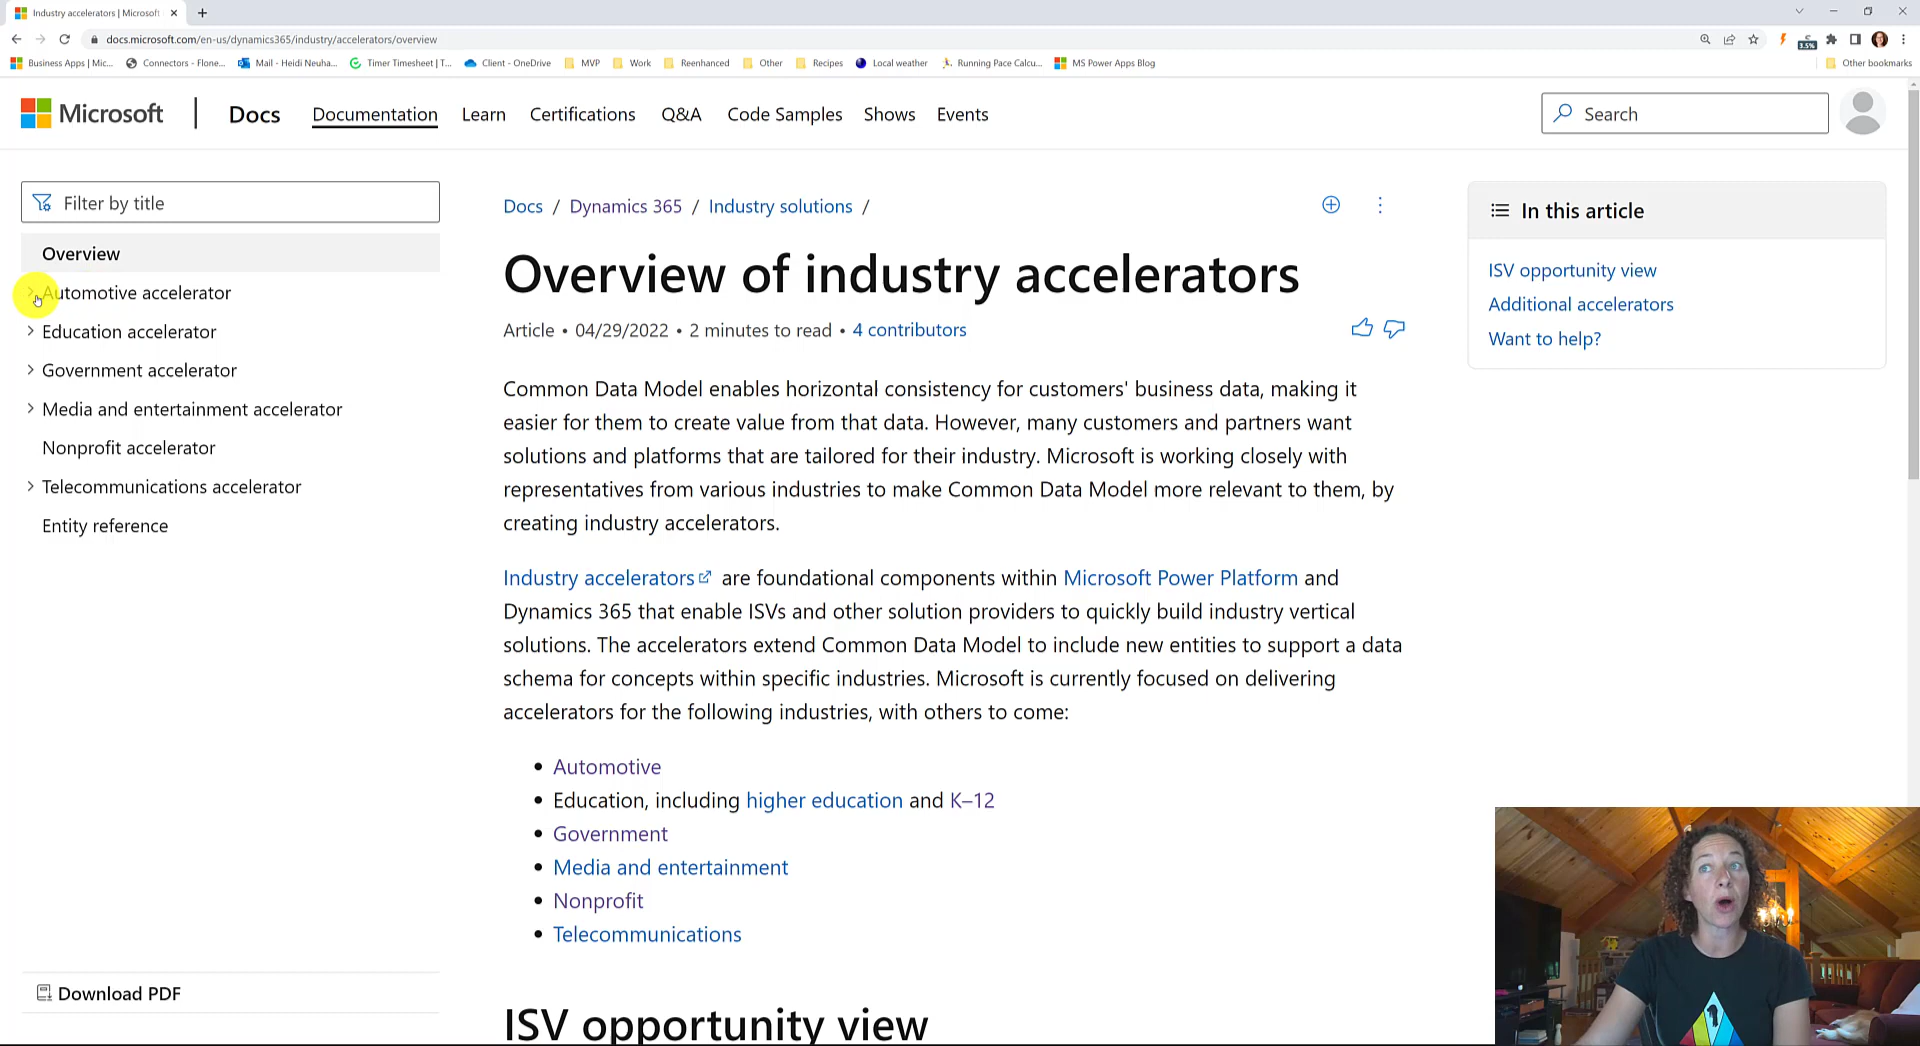 Industry accelerators | Microsoft
docs.microsoft.com/en-us/dynamics365/industry/accelerators/overview
3.5%
Business Apps | Mic...
Connectors - Flone...
Mail - Heidi Neuha...
Timer Timesheet | T...
Client - OneDrive
MVP
Work
Reenhanced
Other
Recipes
Local weather
Running Pace Calcu...
MS Power Apps Blog
Other bookmarks
Microsoft
Docs
Documentation
Learn
Certifications
Q&A
Code Samples
Shows
Events
Search
Filter by title
Overview
Automotive accelerator
Education accelerator
Government accelerator
Media and entertainment accelerator
Nonprofit accelerator
Telecommunications accelerator
Entity reference
Download PDF
Docs / Dynamics 365 / Industry solutions /
Overview of industry accelerators
Article • 04/29/2022 • 2 minutes to read • 4 contributors
Common Data Model enables horizontal consistency for customers' business data, making it
easier for them to create value from that data. However, many customers and partners want
solutions and platforms that are tailored for their industry. Microsoft is working closely with
representatives from various industries to make Common Data Model more relevant to them, by
creating industry accelerators.
Industry accelerators are foundational components within Microsoft Power Platform and
Dynamics 365 that enable ISVs and other solution providers to quickly build industry vertical
solutions. The accelerators extend Common Data Model to include new entities to support a data
schema for concepts within specific industries. Microsoft is currently focused on delivering
accelerators for the following industries, with others to come:
• Automotive
• Education, including higher education and K–12
• Government
• Media and entertainment
• Nonprofit
• Telecommunications
ISV opportunity view
In this article
ISV opportunity view
Additional accelerators
Want to help?